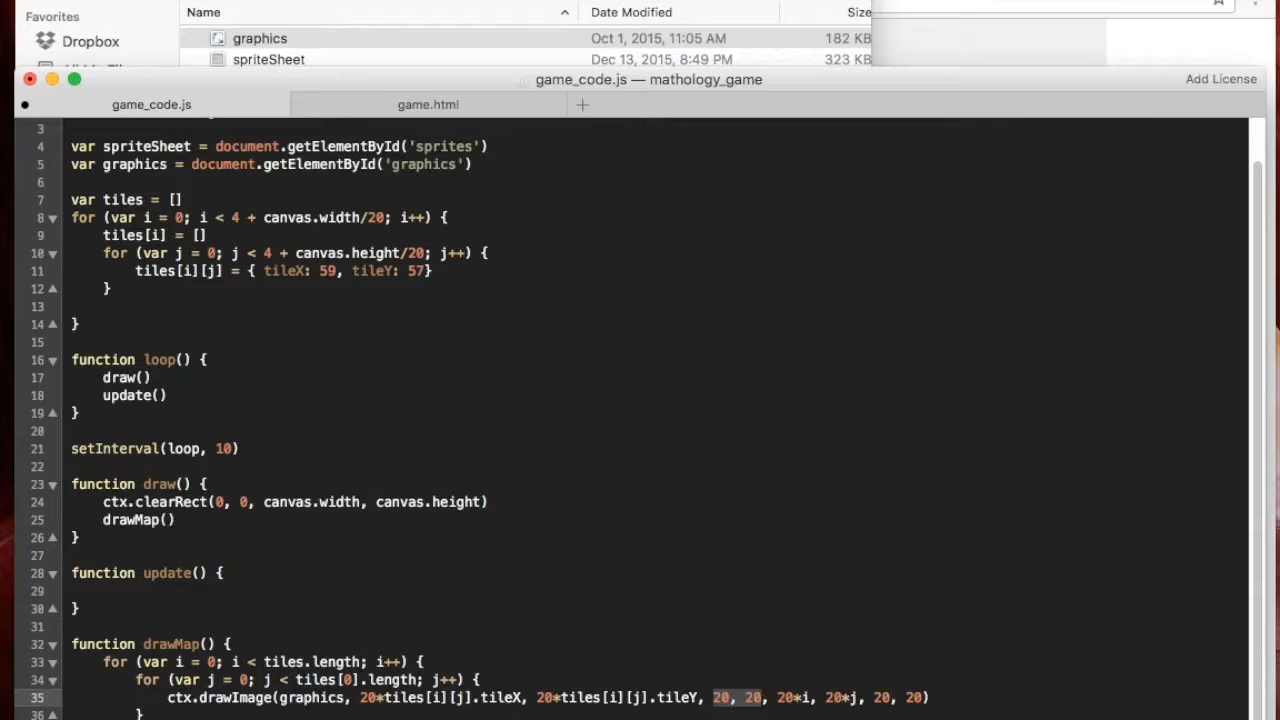 Favorites
Name Date Modified Size
Dropbox
graphics Oct 1, 2015, 11:05 AM 182 KB
spriteSheet Dec 13, 2015, 8:49 PM 323 KB
game_code.js — mathology_game Add License
game_code.js game.html +
3
4 var spriteSheet = document.getElementById('sprites')
5 var graphics = document.getElementById('graphics')
6
7 var tiles = []
8 for (var i = 0; i < 4 + canvas.width/20; i++) {
9 tiles[i] = []
10 for (var j = 0; j < 4 + canvas.height/20; j++) {
11 tiles[i][j] = { tileX: 59, tileY: 57}
12 }
13
14 }
15
16 function loop() {
17 draw()
18 update()
19 }
20
21 setInterval(loop, 10)
22
23 function draw() {
24 ctx.clearRect(0, 0, canvas.width, canvas.height)
25 drawMap()
26 }
27
28 function update() {
29
30 }
31
32 function drawMap() {
33 for (var i = 0; i < tiles.length; i++) {
34 for (var j = 0; j < tiles[0].length; j++) {
35 ctx.drawImage(graphics, 20*tiles[i][j].tileX, 20*tiles[i][j].tileY, 20, 20, 20*i, 20*j, 20, 20)
36 }